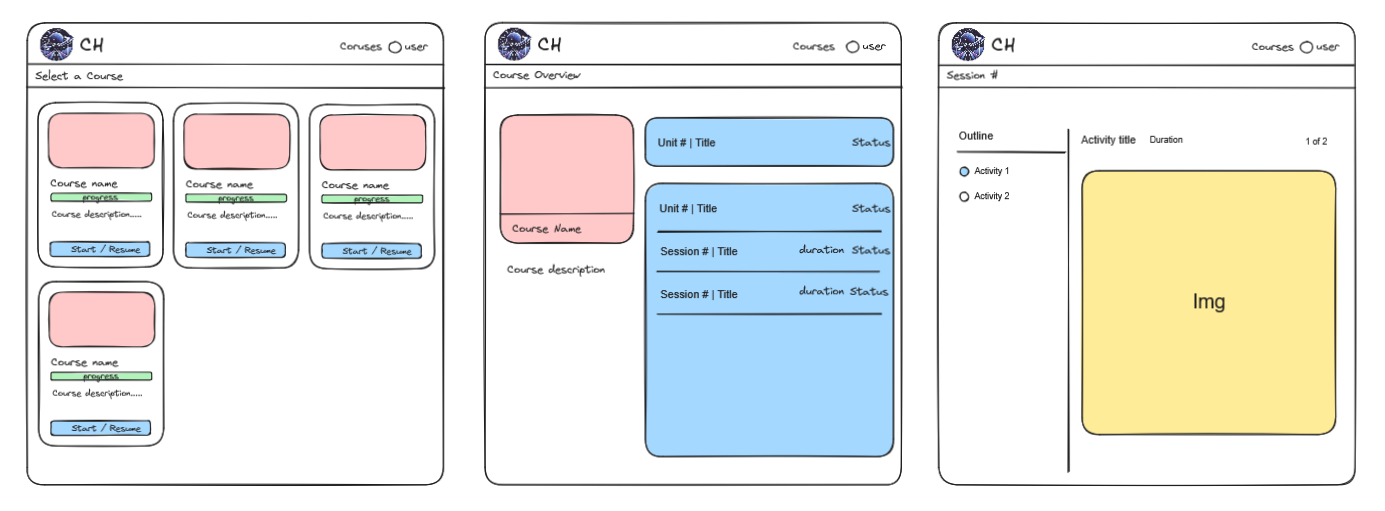 CH
Coruses user
Select a Course
Course name
progress
Course description.....
Start / Resume
Course name
progress
Course description.....
Start / Resume
Course name
progress
Course description.....
Start / Resume
Course name
progress
Course description.....
Start / Resume
CH
Courses user
Course Overview
Course Name
Course description
Unit # | Title Status
Unit # | Title Status
Session # | Title duration Status
Session # | Title duration Status
CH
Courses user
Session #
Outline
Activity 1
Activity 2
Activity title Duration 1 of 2
Img